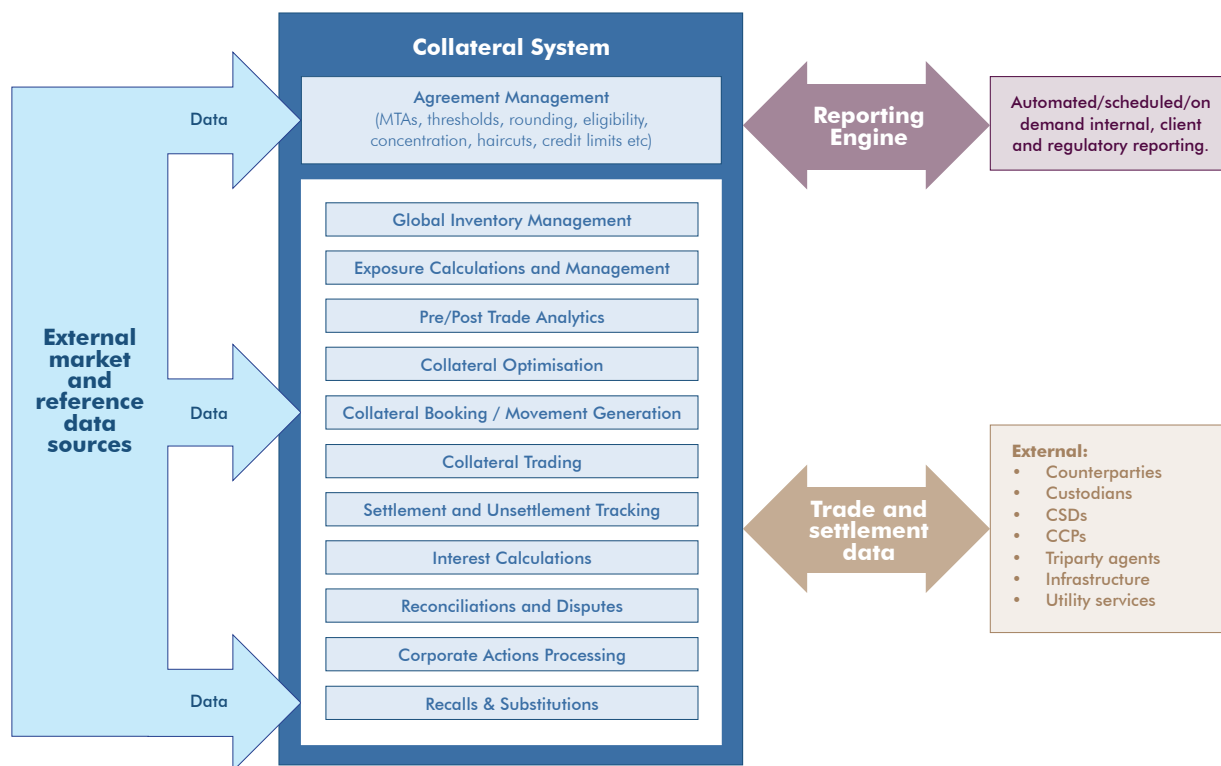 Collateral System
Agreement Management
(MTAs, thresholds, rounding, eligibility,
concentration, haircuts, credit limits etc)
Global Inventory Management
Exposure Calculations and Management
Pre/Post Trade Analytics
Collateral Optimisation
Collateral Booking / Movement Generation
Collateral Trading
Settlement and Unsettlement Tracking
Interest Calculations
Reconciliations and Disputes
Corporate Actions Processing
Recalls & Substitutions
External
market
and
reference
data
sources
Data
Data
Data
Reporting
Engine
Automated/scheduled/on
demand internal, client
and regulatory reporting.
Trade and
settlement
data
External:
• Counterparties
• Custodians
• CSDs
• CCPs
• Triparty agents
• Infrastructure
• Utility services